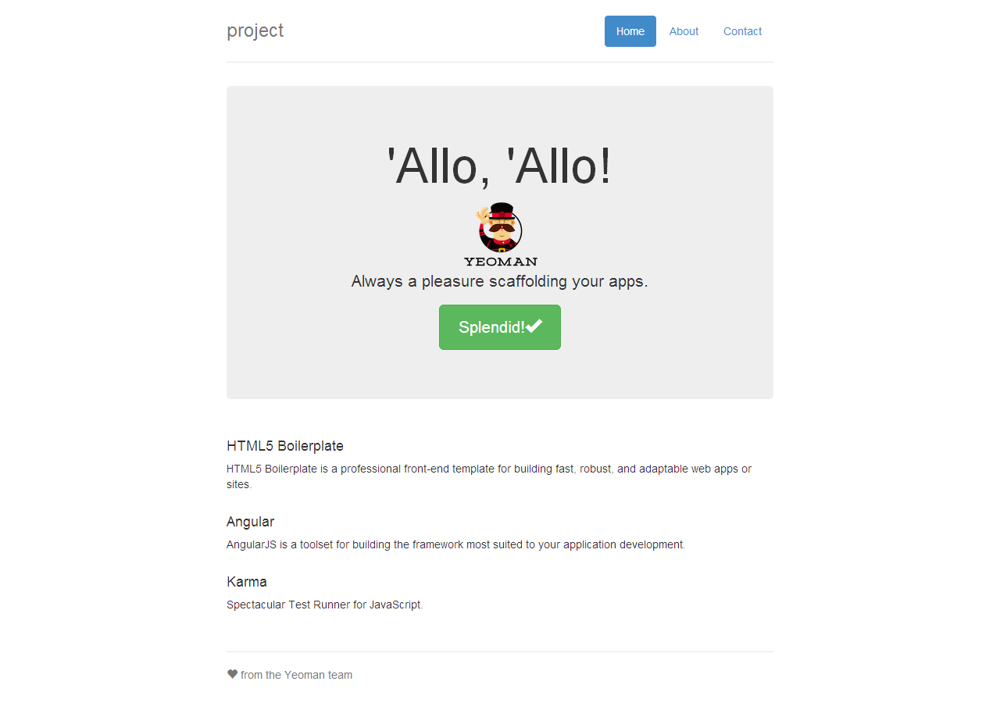 project
Home
About
Contact
'Allo, 'Allo!
YEOMAN
Always a pleasure scaffolding your apps.
Splendid!
HTML5 Boilerplate
HTML5 Boilerplate is a professional front-end template for building fast, robust, and adaptable web apps or
sites.
Angular
AngularJS is a toolset for building the framework most suited to your application development.
Karma
Spectacular Test Runner for JavaScript.
from the Yeoman team